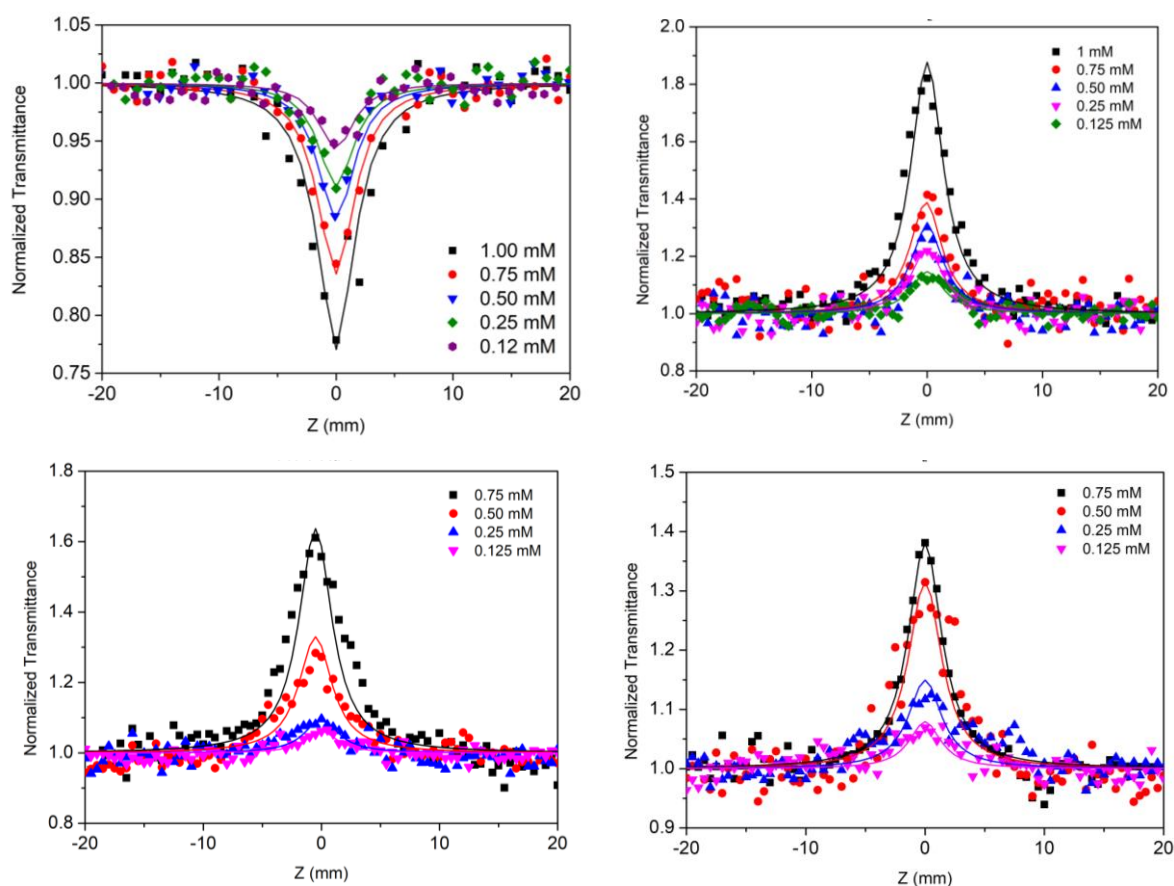 1.05
1.00
0.95
0.90
0.85
0.80
0.75
Normalized Transmittance
1.00 mM
0.75 mM
0.50 mM
0.25 mM
0.12 mM
-20 -10 0 10 20
Z (mm)
2.0
1.8
1.6
1.4
1.2
1.0
0.8
Normalized Transmittance
1 mM
0.75 mM
0.50 mM
0.25 mM
0.125 mM
-20 -10 0 10 20
Z (mm)
1.8
1.6
1.4
1.2
1.0
0.8
Normalized Transmittance
0.75 mM
0.50 mM
0.25 mM
0.125 mM
-20 -10 0 10 20
Z (mm)
1.5
1.4
1.3
1.2
1.1
1.0
0.9
Normalized Transmittance
0.75 mM
0.50 mM
0.25 mM
0.125 mM
-20 -10 0 10 20
Z (mm)